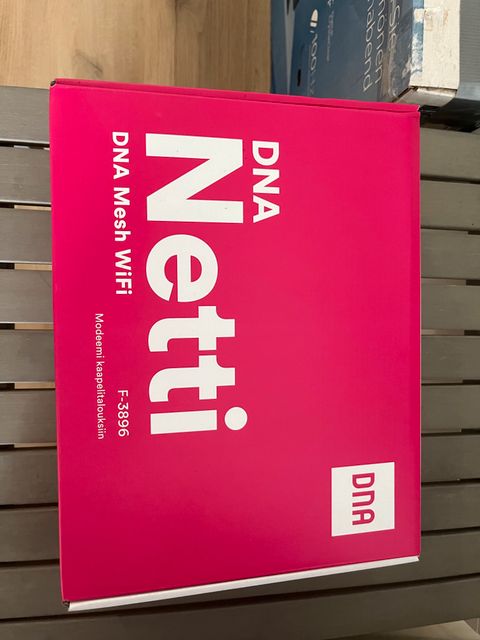 DNA
Netti
DNA Mesh WiFi
F-3896
Modeemi kaapelitalouksiin
DNA